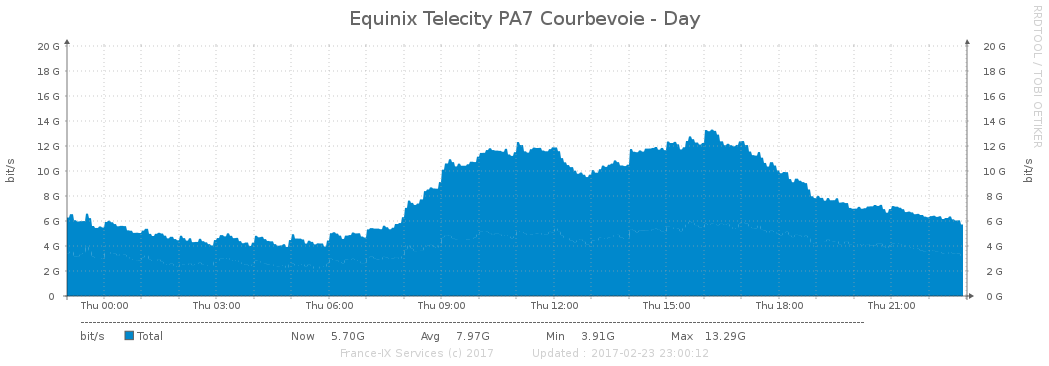 Equinix Telecity PA7 Courbevoie - Day
RRDTOOL / TOBI OETIKER
bit/s
20 G 20 G
18 G 18 G
16 G 16 G
14 G 14 G
12 G 12 G
10 G 10 G
8 G 8 G
6 G 6 G
4 G 4 G
2 G 2 G
0 0 G
bit/s
Thu 00:00 Thu 03:00 Thu 06:00 Thu 09:00 Thu 12:00 Thu 15:00 Thu 18:00 Thu 21:00
bit/s Total Now 5.70G Avg 7.97G Min 3.91G Max 13.29G
France-IX Services (c) 2017 Updated : 2017-02-23 23:00:12